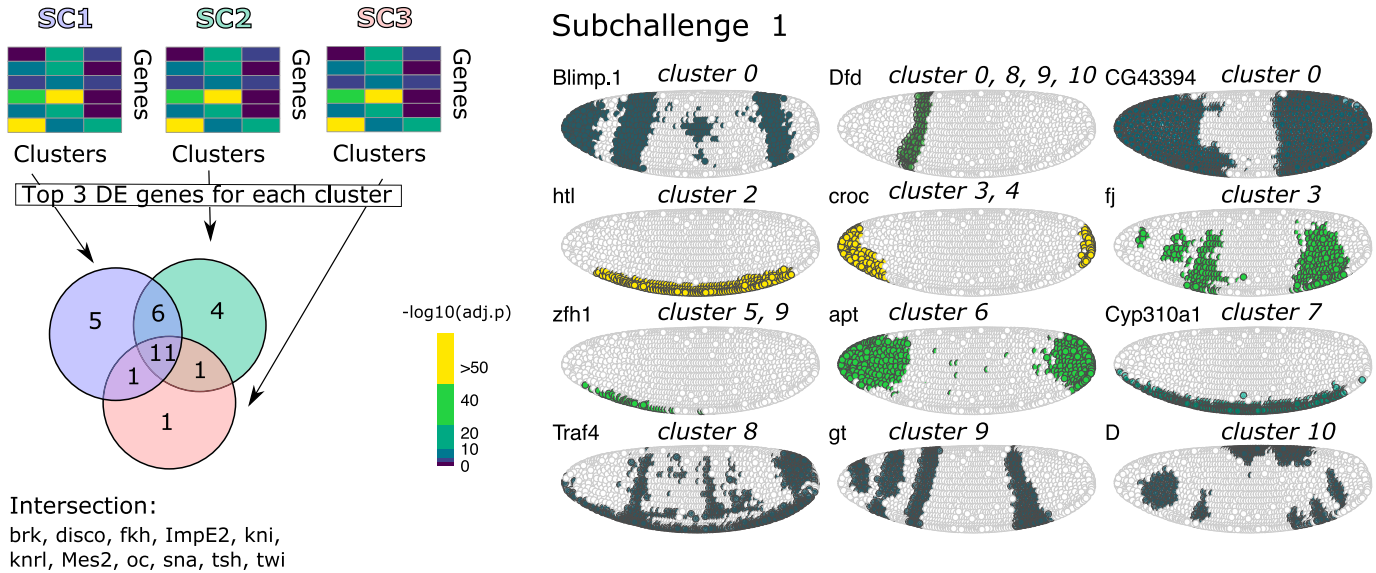 SC1
SC2
SC3
Genes
Genes
Genes
Clusters
Clusters
Clusters
Top 3 DE genes for each cluster
5
6
4
11
1
1
1
-log10(adj.p)
>50
40
20
10
0
Intersection:
brk, disco, fkh, ImpE2, kni,
knrl, Mes2, oc, sna, tsh, twi
Subchallenge 1
Blimp.1 cluster 0
Dfd cluster 0, 8, 9, 10
CG43394 cluster 0
htl cluster 2
croc cluster 3, 4
fj cluster 3
zfh1 cluster 5, 9
apt cluster 6
Cyp310a1 cluster 7
Traf4 cluster 8
gt cluster 9
D cluster 10